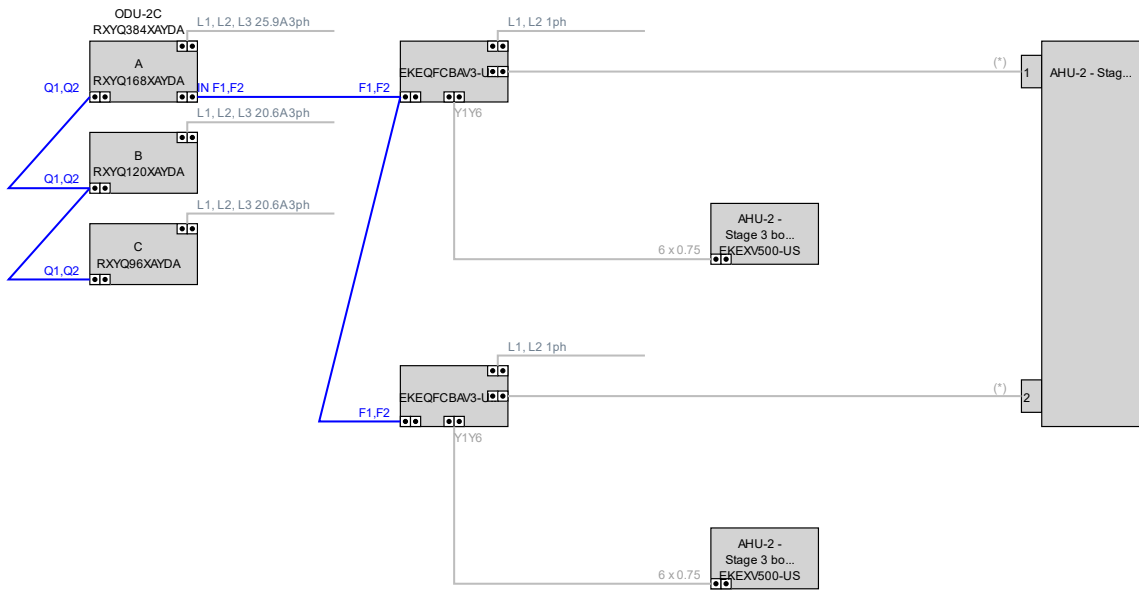 ODU-2C
RXYQ384XAYDA
L1, L2, L3 25.9A3ph
A
RXYQ168XAYDA
Q1,Q2
IN F1,F2
L1, L2, L3 20.6A3ph
B
RXYQ120XAYDA
Q1,Q2
L1, L2, L3 20.6A3ph
C
RXYQ96XAYDA
Q1,Q2
L1, L2 1ph
EKEQFCBAV3-U
F1,F2
Y1Y6
(*)
1
AHU-2 - Stag...
AHU-2 -
Stage 3 bo...
EKEXV500-US
6 x 0.75
L1, L2 1ph
EKEQFCBAV3-U
F1,F2
Y1Y6
(*)
2
AHU-2 -
Stage 3 bo...
EKEXV500-US
6 x 0.75